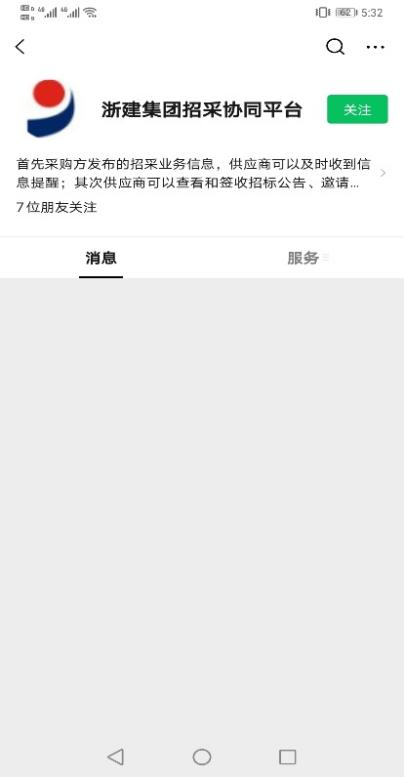 5:32
浙建集团招采协同平台
关注
首先采购方发布的招采业务信息，供应商可以及时收到信
息提醒；其次供应商可以查看和签收招标公告、邀请...
7位朋友关注
消息 服务